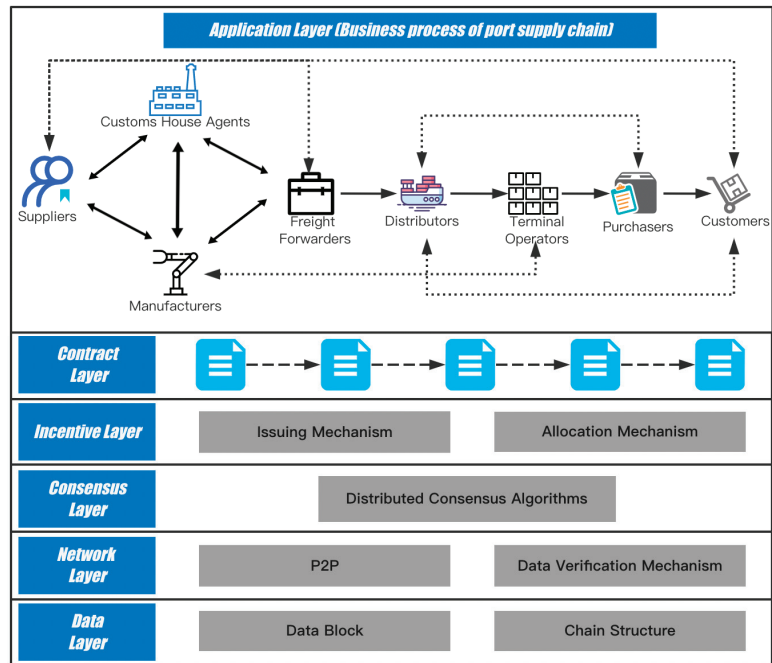 Application Layer (Business process of port supply chain)
Customs House Agents
Suppliers
Freight
Forwarders
Distributors
Terminal
Operators
Purchasers
Customers
Manufacturers
Contract
Layer
Incentive Layer
Issuing Mechanism
Allocation Mechanism
Consensus
Layer
Distributed Consensus Algorithms
Network
Layer
P2P
Data Verification Mechanism
Data
Layer
Data Block
Chain Structure